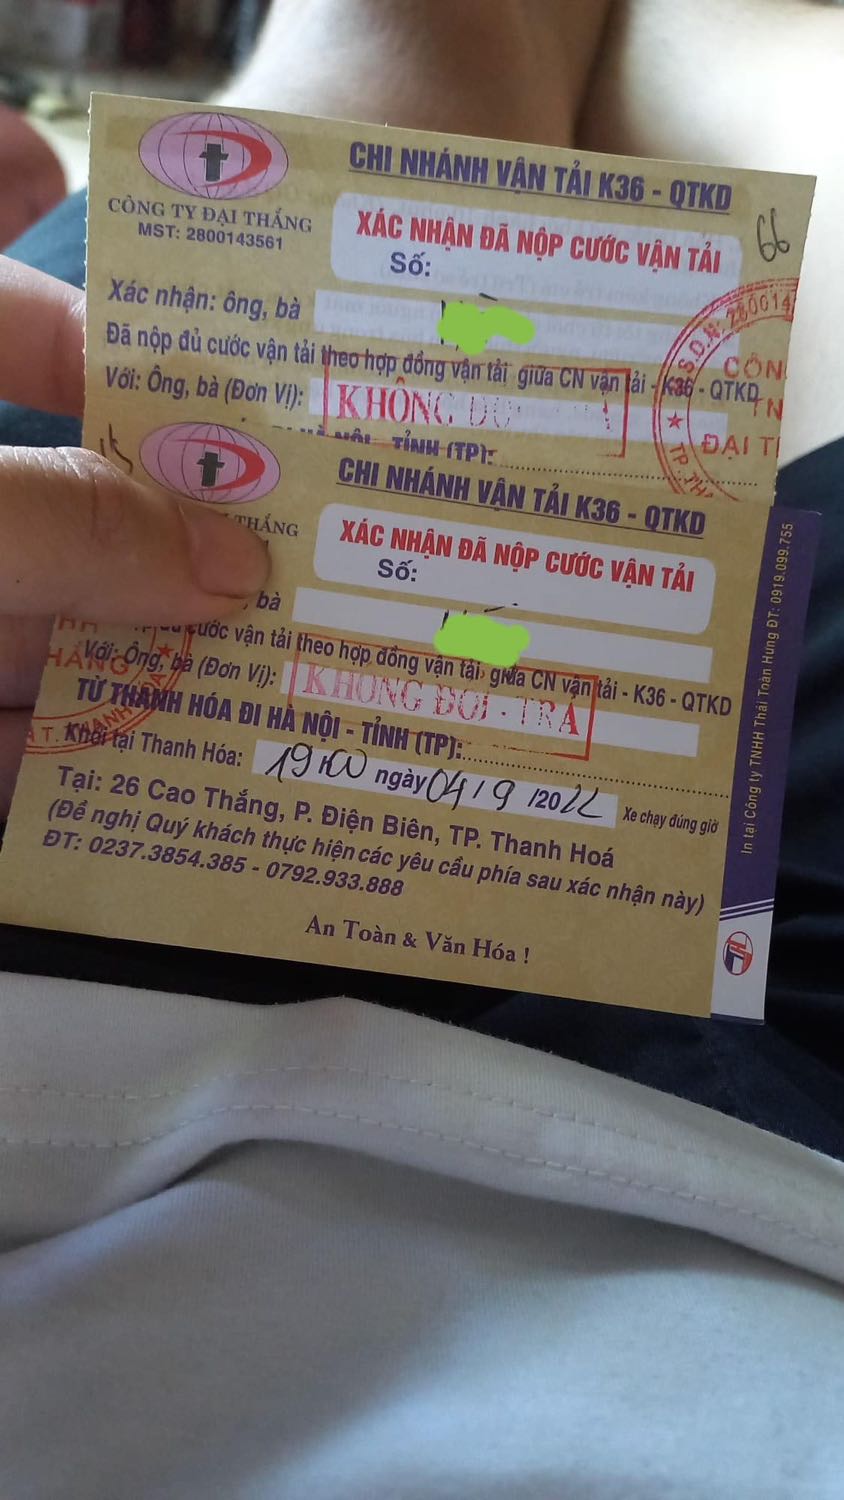 CHI NHÁNH VẬN TẢI K36 - QTKD
CÔNG TY ĐẠI THẮNG
MST: 2800143561
XÁC NHẬN ĐÃ NỘP CƯỚC VẬN TẢI
Số:
66
Xác nhận: ông, bà
Đã nộp đủ cước vận tải theo hợp đồng vận tải giữa CN vận tải - K36 - QTKD
Với: Ông, bà (Đơn Vị):
KHÔNG
S.D.N: 280014
CÔN
TN
ĐẠI T
HÀ NỘI - TỈNH (TP):
CHI NHÁNH VẬN TẢI K36 - QTKD
THẮNG
XÁC NHẬN ĐÃ NỘP CƯỚC VẬN TẢI
Số:
bà
cước vận tải theo hợp đồng vận tải giữa CN vận tải - K36 - QTKD
Với: Ông, bà (Đơn Vị):
KHÔNG ĐỔI - TRẢ
TỪ THANH HÓA ĐI HÀ NỘI - TỈNH (TP):
Khởi tại Thanh Hóa: 19h00 ngày 04/9/2022 Xe chạy đúng giờ
Tại: 26 Cao Thắng, P. Điện Biên, TP. Thanh Hoá
(Đề nghị Quý khách thực hiện các yêu cầu phía sau xác nhận này)
ĐT: 0237.3854.385 - 0792.933.888
An Toàn & Văn Hóa !
In tại Công ty TNHH Thái Toàn Hưng ĐT: 0919.099.755